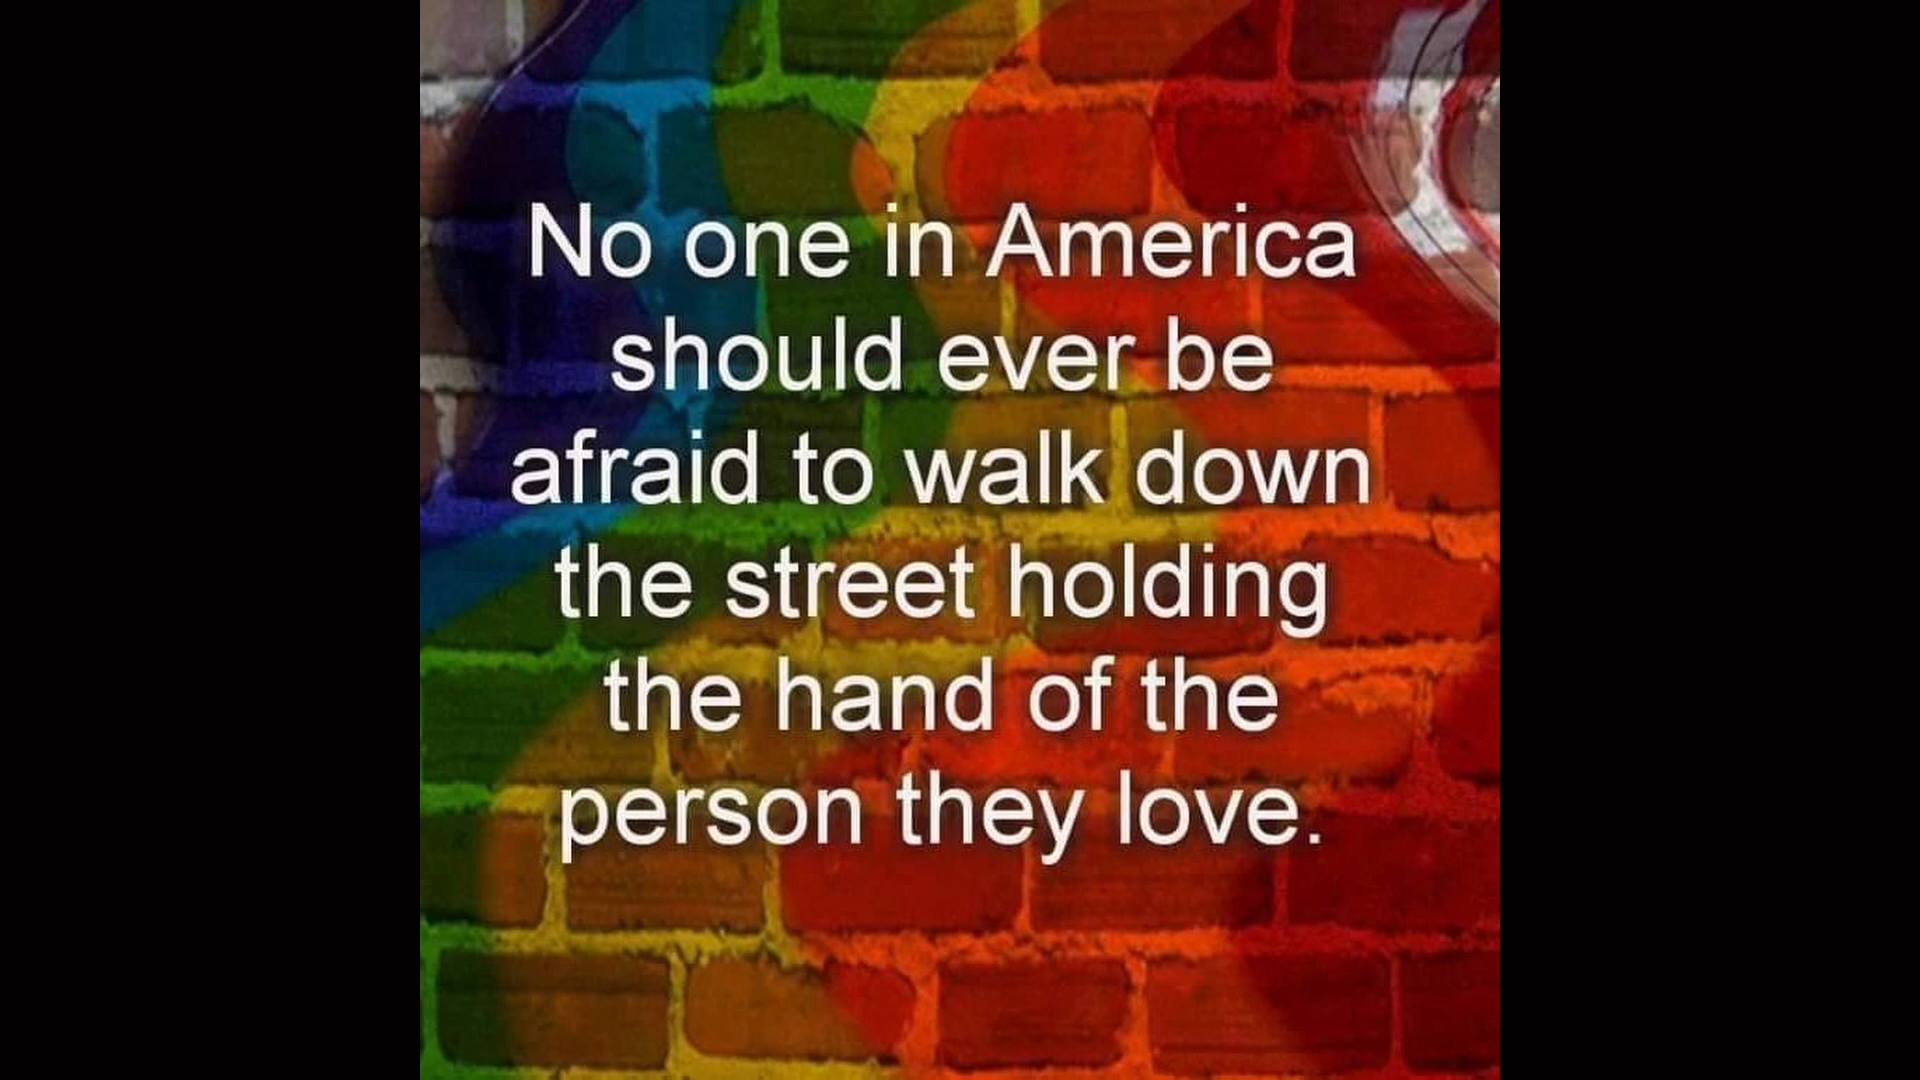 No one in America
should ever be
afraid to walk down
the street holding
the hand of the
person they love.